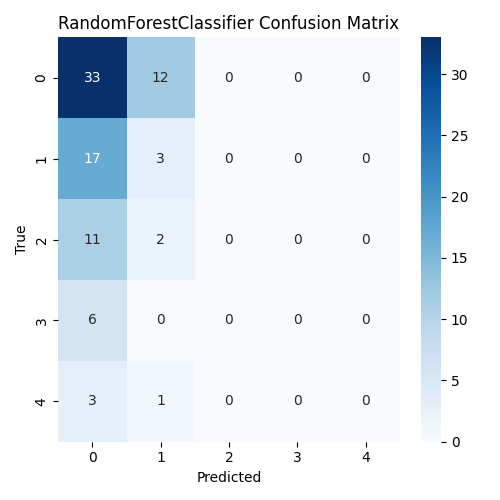 RandomForestClassifier Confusion Matrix
0 33 12 0 0 0
1 17 3 0 0 0
2 11 2 0 0 0
3 6 0 0 0 0
4 3 1 0 0 0
0 1 2 3 4
Predicted
True
30
25
20
15
10
5
0